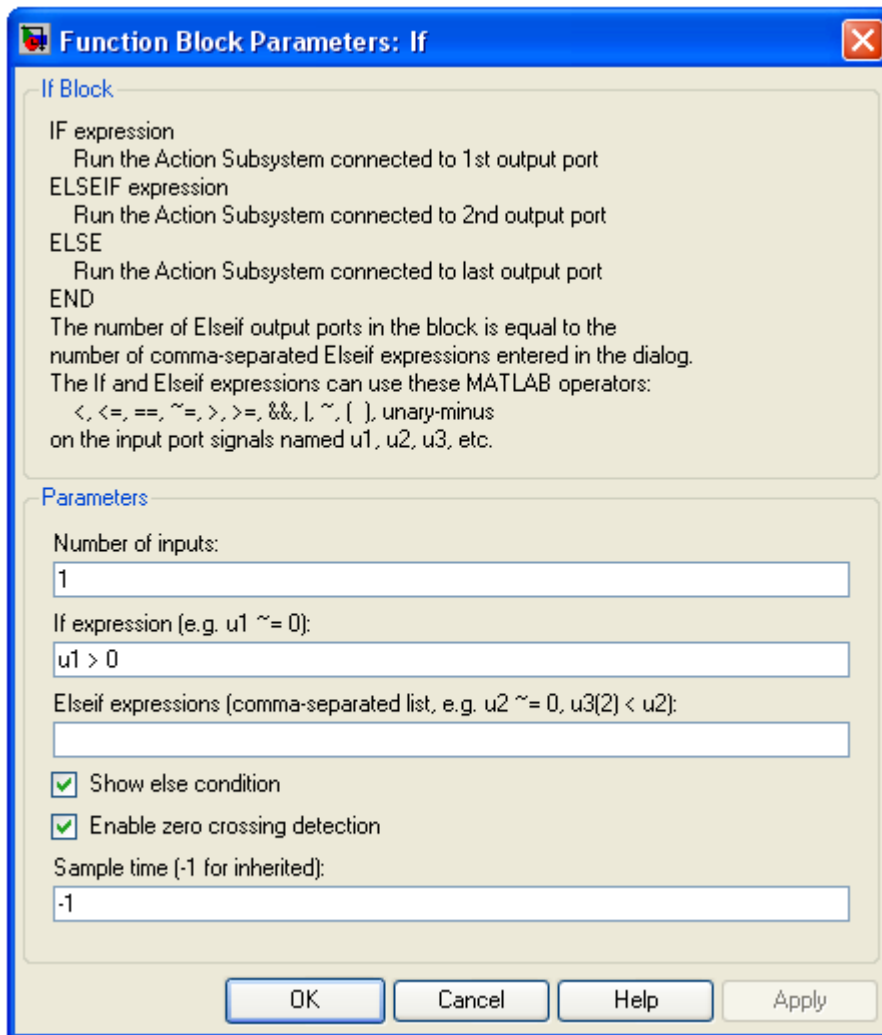 Function Block Parameters: If
If Block
IF expression
Run the Action Subsystem connected to 1st output port
ELSEIF expression
Run the Action Subsystem connected to 2nd output port
ELSE
Run the Action Subsystem connected to last output port
END
The number of Elseif output ports in the block is equal to the
number of comma-separated Elseif expressions entered in the dialog.
The If and Elseif expressions can use these MATLAB operators:
<, <=, ==, ~=, >, >=, &&, |, ~, ( ), unary-minus
on the input port signals named u1, u2, u3, etc.
Parameters
Number of inputs:
1
If expression (e.g. u1 ~= 0):
u1 > 0
Elseif expressions (comma-separated list, e.g. u2 ~= 0, u3(2) < u2):
Show else condition
Enable zero crossing detection
Sample time (-1 for inherited):
-1
OK Cancel Help Apply